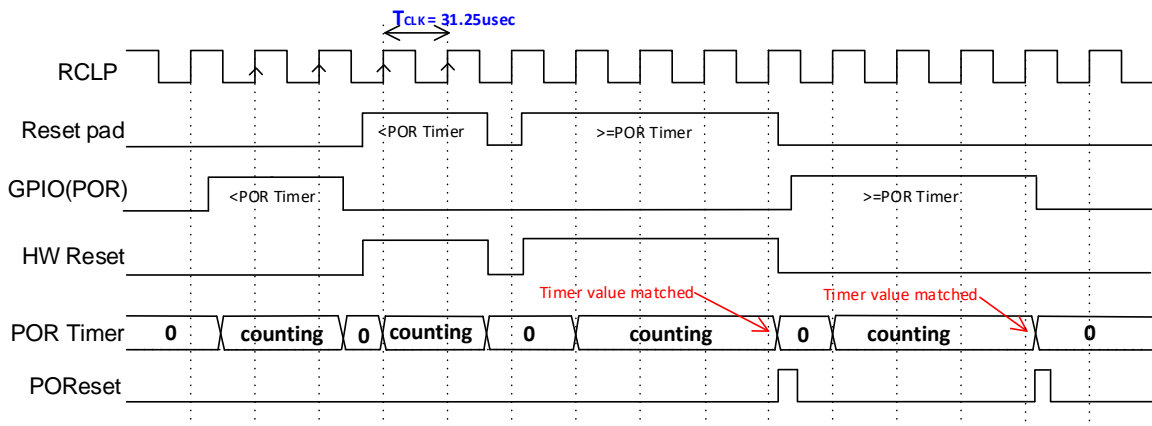 TCLK = 31.25usec
RCLP
Reset pad
<POR Timer
>=POR Timer
GPIO(POR)
<POR Timer
>=POR Timer
HW Reset
Timer value matched
Timer value matched
POR Timer
0
counting
0
counting
0
counting
0
counting
0
POReset